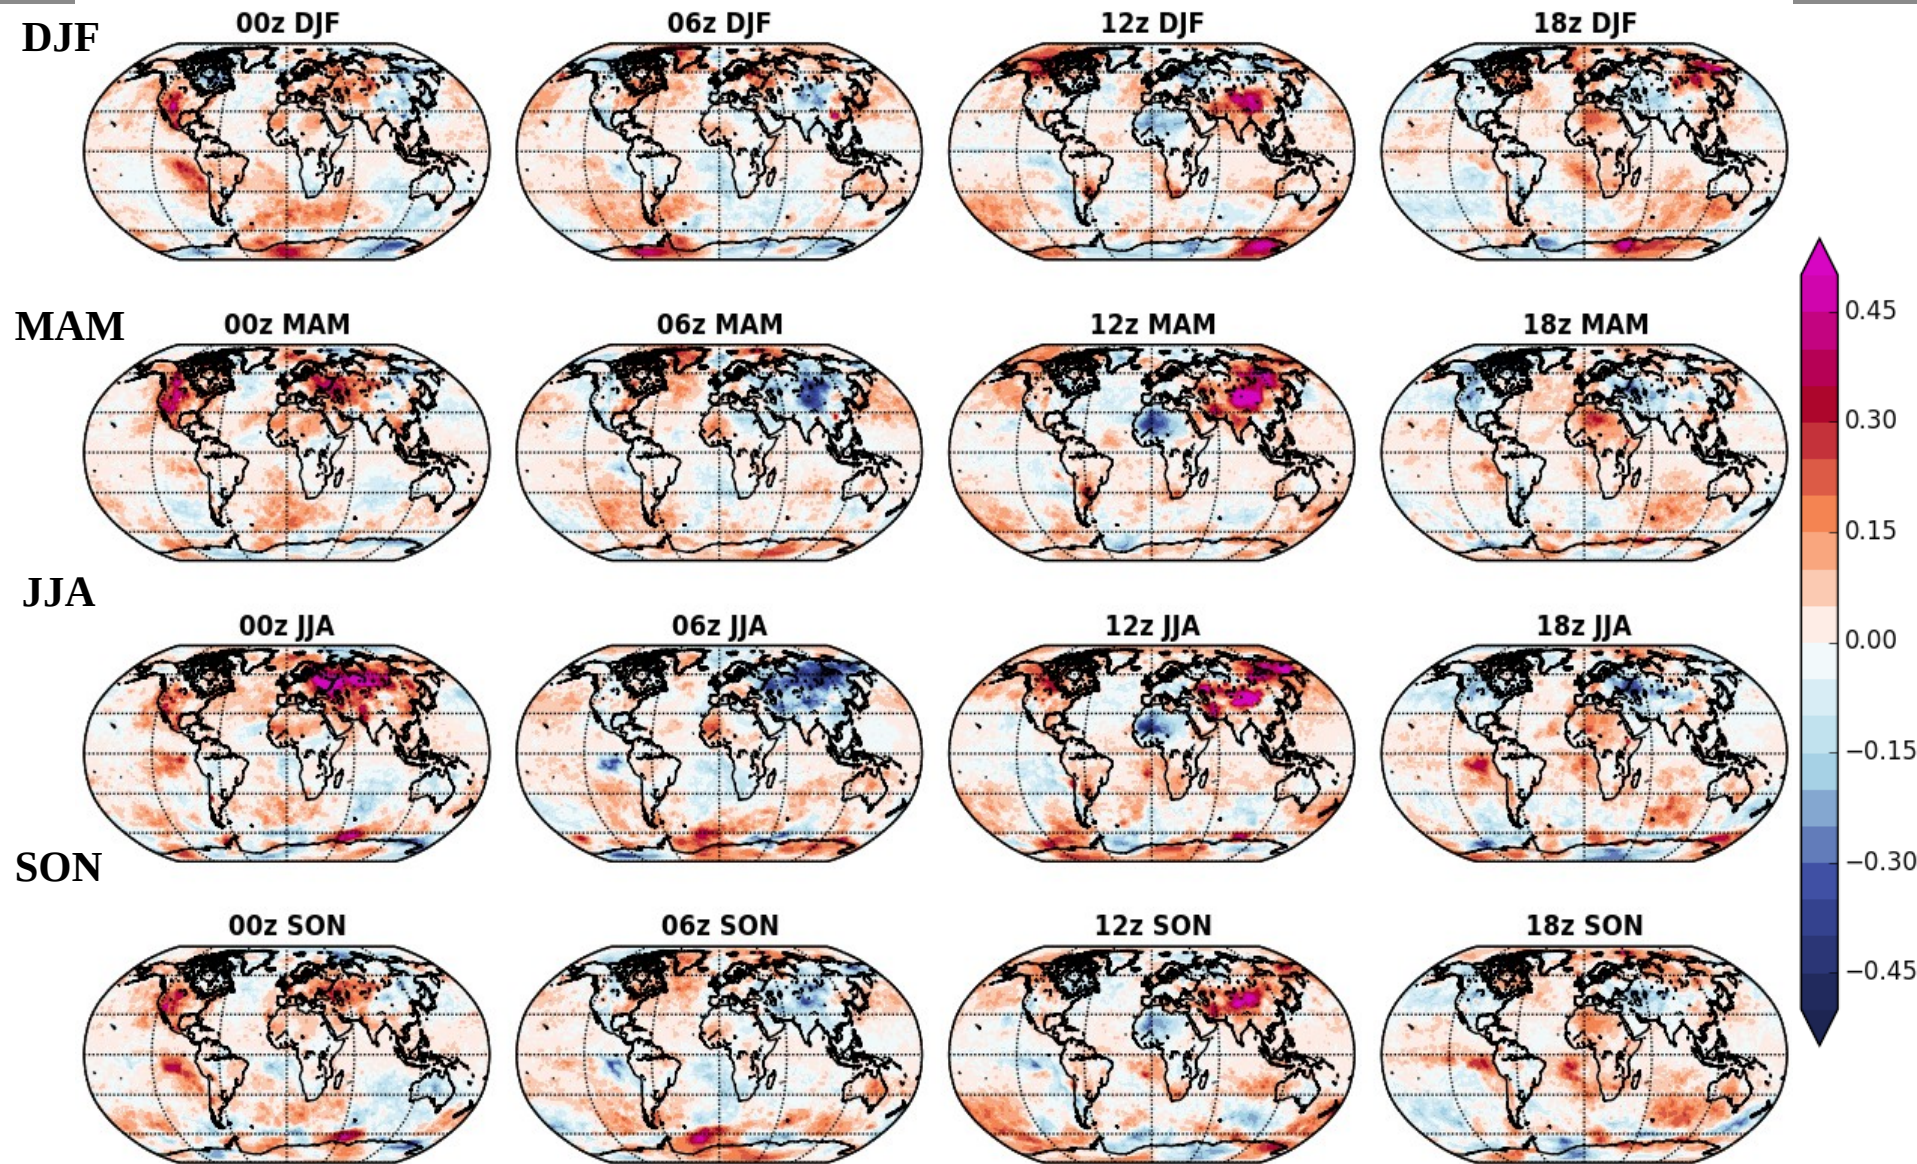 DJF
00z DJF
06z DJF
12z DJF
18z DJF
MAM
00z MAM
06z MAM
12z MAM
18z MAM
JJA
00z JJA
06z JJA
12z JJA
18z JJA
SON
00z SON
06z SON
12z SON
18z SON
0.45
0.30
0.15
0.00
−0.15
−0.30
−0.45